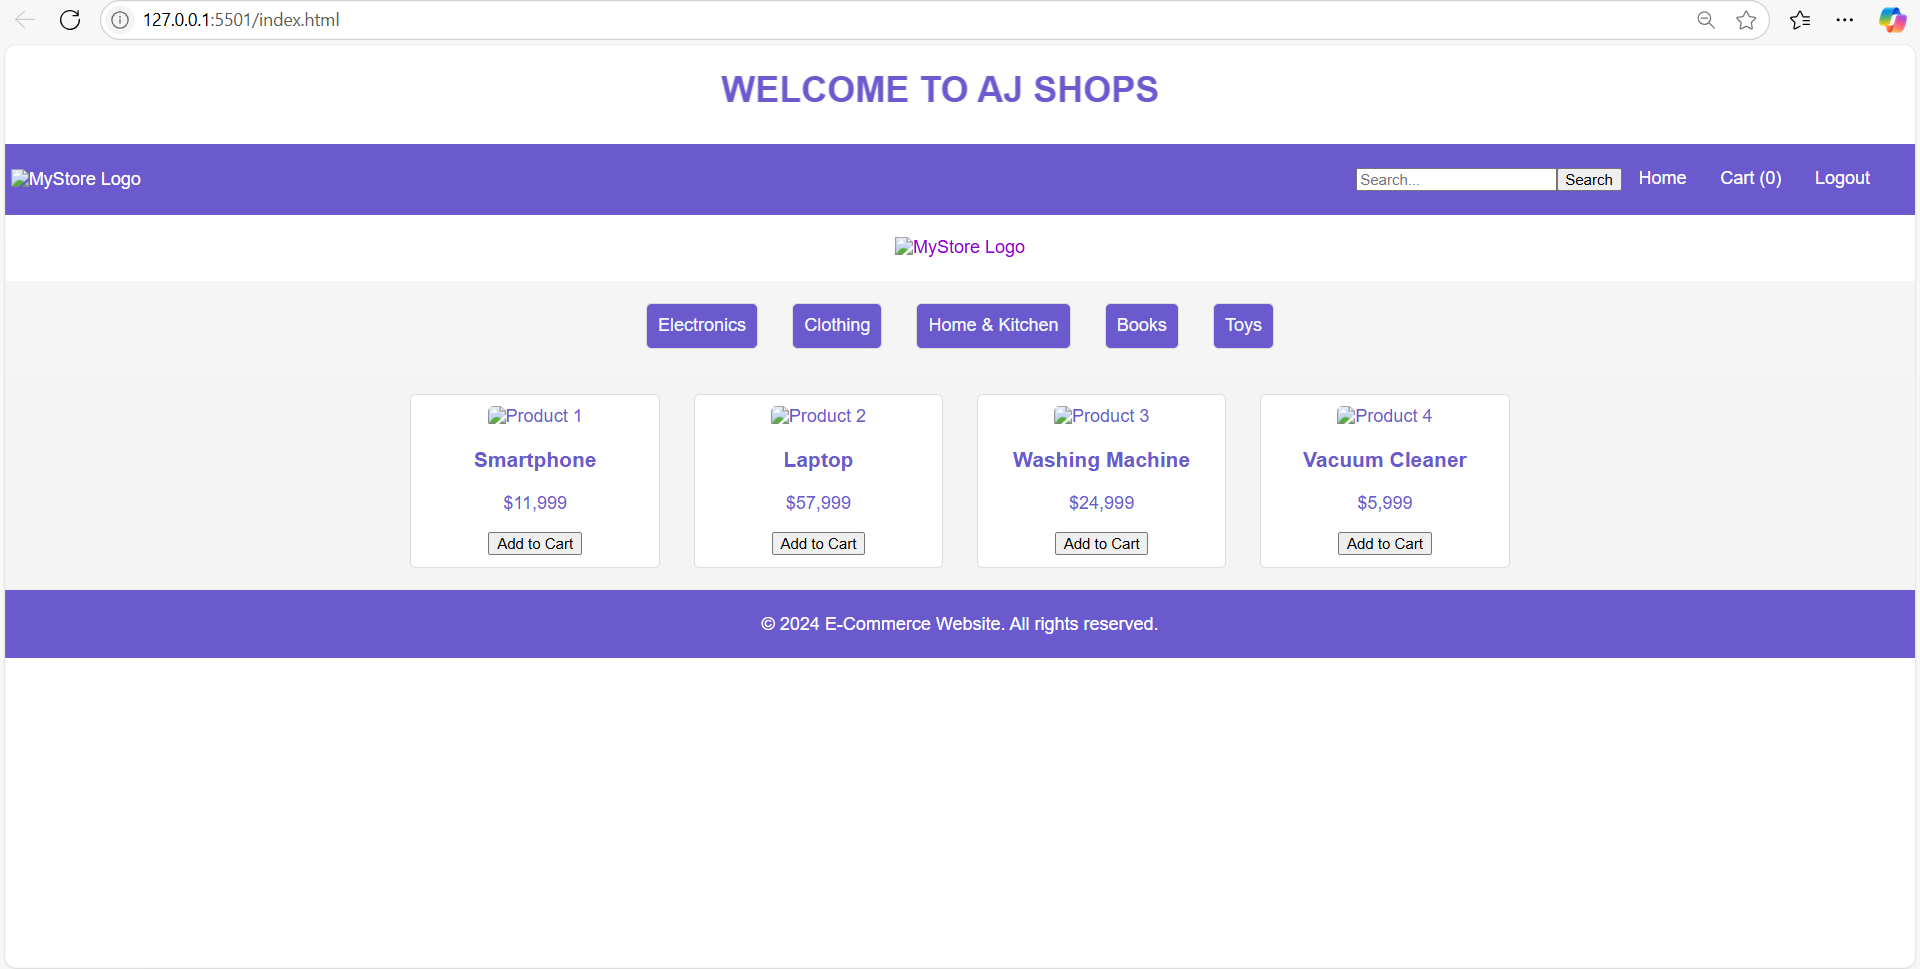 127.0.0.1:5501/index.html
WELCOME TO AJ SHOPS
MyStore Logo
Search... Search Home Cart (0) Logout
MyStore Logo
Electronics Clothing Home & Kitchen Books Toys
Product 1 Product 2 Product 3 Product 4
Smartphone Laptop Washing Machine Vacuum Cleaner
$11,999 $57,999 $24,999 $5,999
Add to Cart Add to Cart Add to Cart Add to Cart
© 2024 E-Commerce Website. All rights reserved.